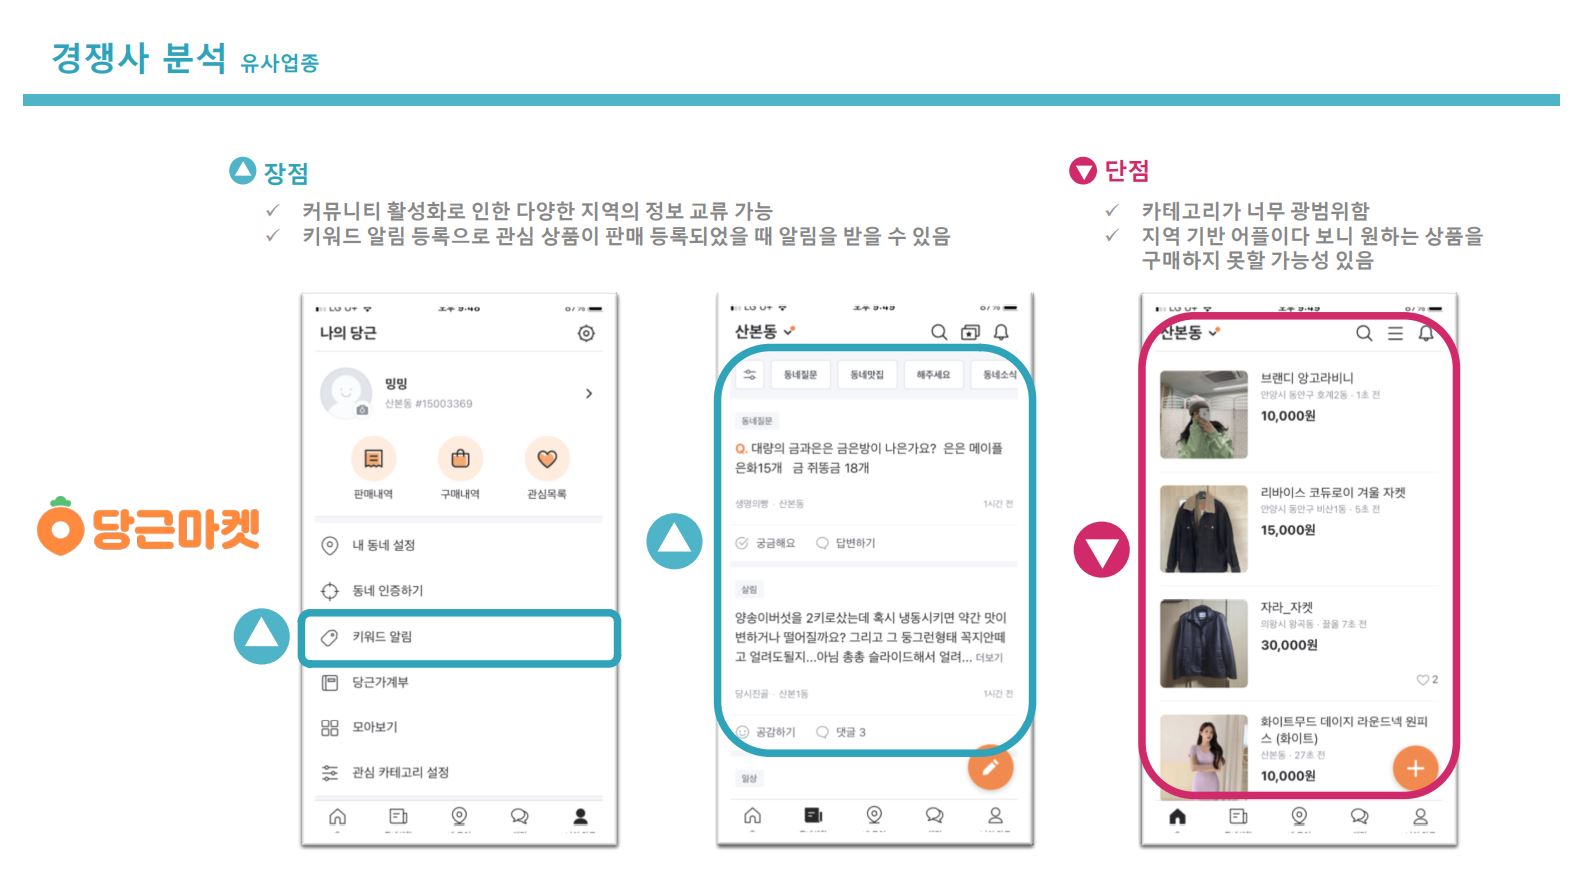 경쟁사 분석 유사업종
장점
커뮤니티 활성화로 인한 다양한 지역의 정보 교류 가능
키워드 알림 등록으로 관심 상품이 판매 등록되었을 때 알림을 받을 수 있음
단점
카테고리가 너무 광범위함
지역 기반 어플이다 보니 원하는 상품을
구매하지 못할 가능성 있음
당근마켓
LG U+ 오후 9:48 87%
나의 당근
밍밍
산본동 #15003369
판매내역 구매내역 관심목록
내 동네 설정
동네 인증하기
키워드 알림
당근가계부
모아보기
관심 카테고리 설정
LG U+ 오후 9:49 87%
산본동
동네질문 동네맛집 해주세요 동네소식
동네질문
Q. 대량의 금과은은 금은방이 나은가요? 은은 메이플
은화15개 금 쥐똥금 18개
생명의빵 · 산본동 1시간 전
궁금해요 답변하기
살림
양송이버섯을 2키로샀는데 혹시 냉동시키면 약간 맛이
변하거나 떨어질까요? 그리고 그 둥그런형태 꼭지안떼
고 얼려도될지...아님 총총 슬라이드해서 얼려... 더보기
당시진골 · 산본1동 1시간 전
공감하기 댓글 3
일상
LG U+ 오후 9:49 87%
산본동
브랜디 앙고라비니
안양시 동안구 호계2동 · 1초 전
10,000원
리바이스 코듀로이 겨울 자켓
안양시 동안구 비산1동 · 5초 전
15,000원
자라_자켓
의왕시 왕곡동 · 끌올 7초 전
30,000원
2
화이트무드 데이지 라운드넥 원피
스 (화이트)
산본동 · 27초 전
10,000원